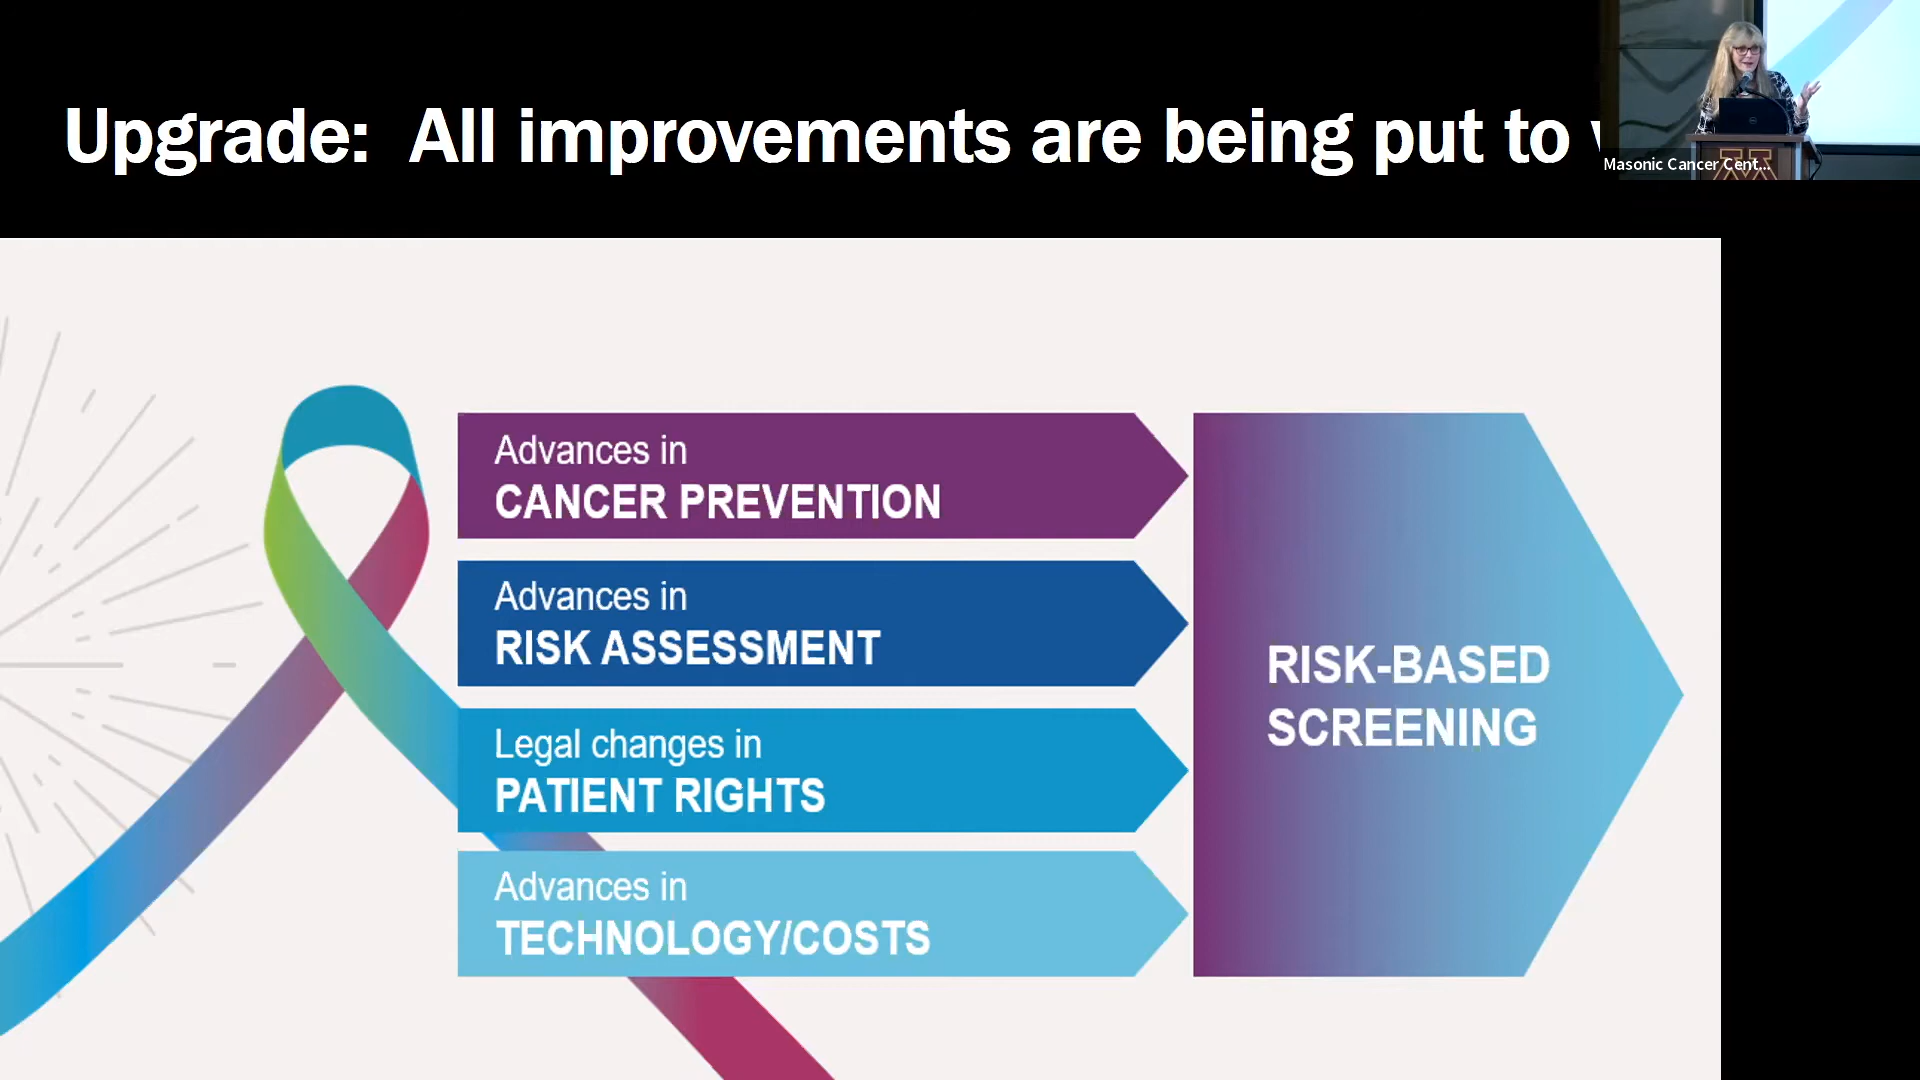 Upgrade: All improvements are being put to
Masonic Cancer Cent...
Advances in
CANCER PREVENTION
Advances in
RISK ASSESSMENT
Legal changes in
PATIENT RIGHTS
Advances in
TECHNOLOGY/COSTS
RISK-BASED
SCREENING